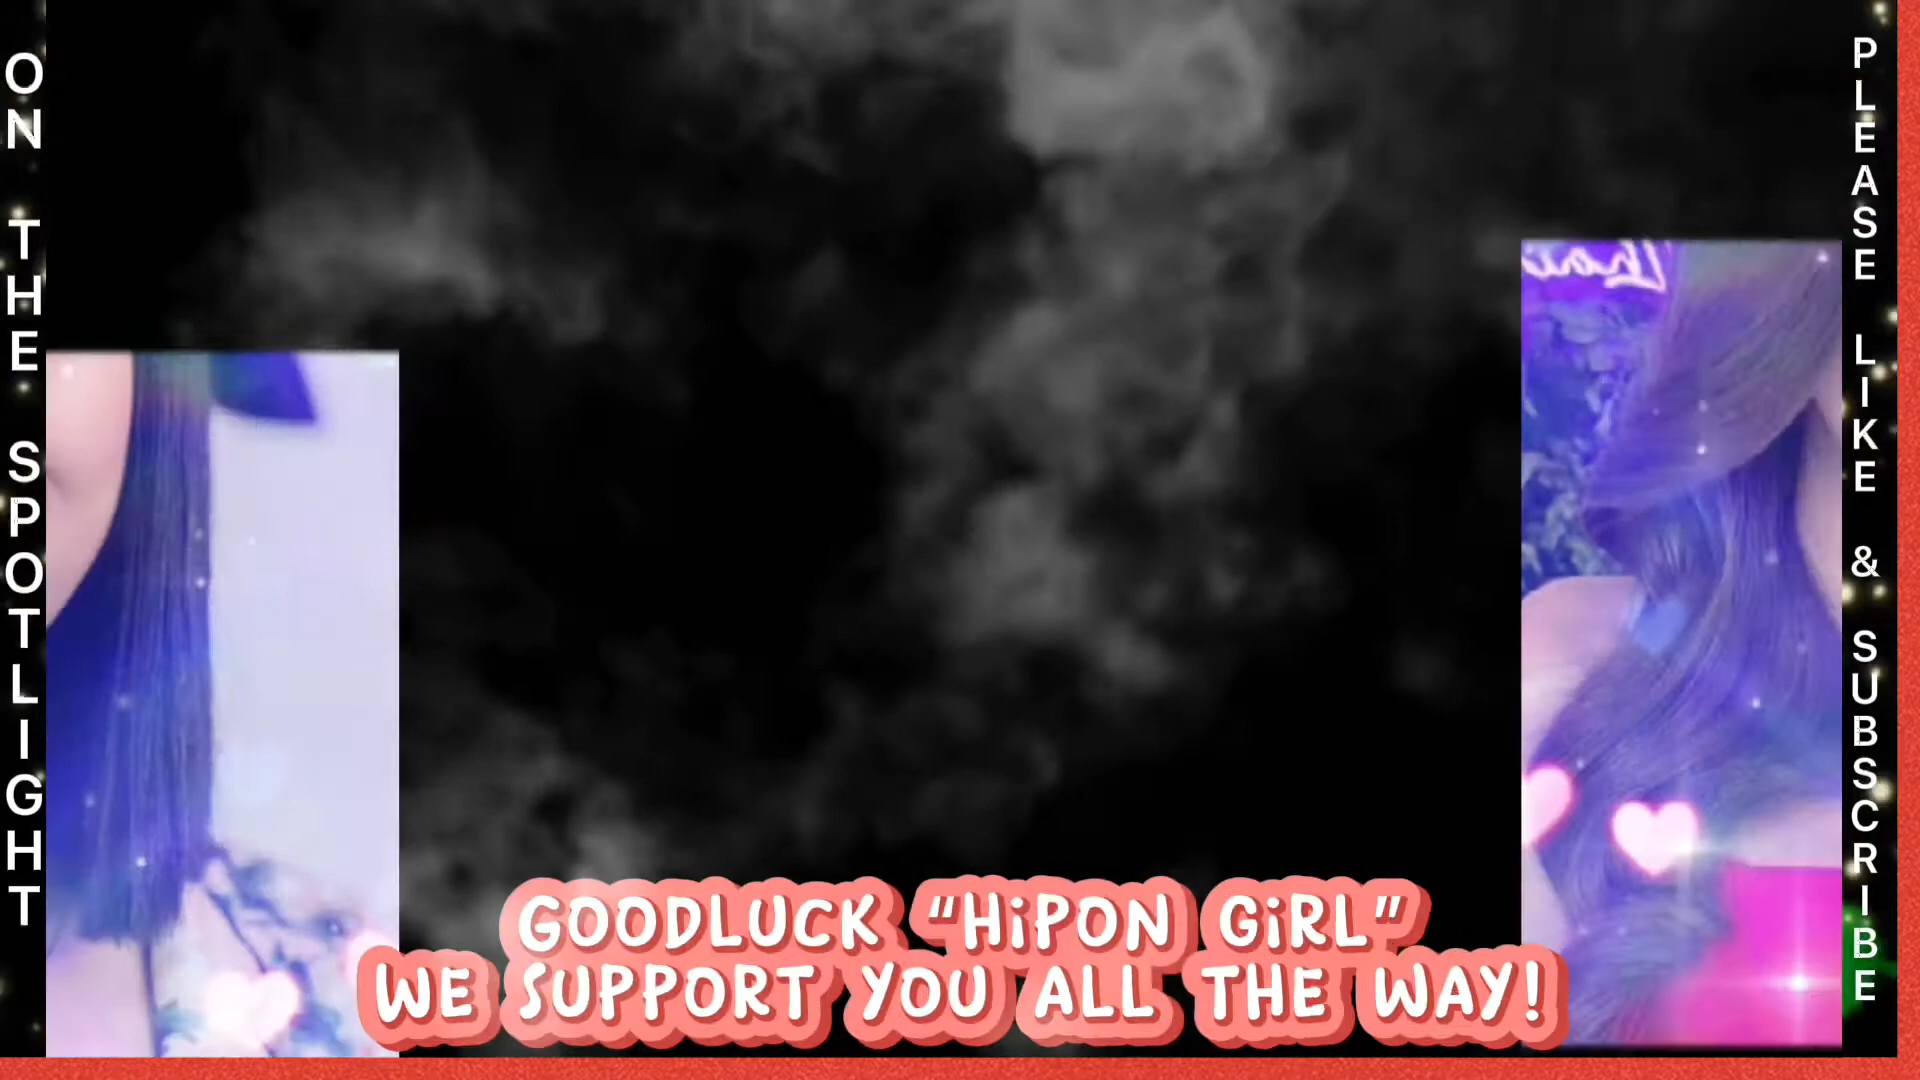 ON THE SPOTLIGHT
GOODLUCK “HiPON GiRL”
WE SUPPORT YOU ALL THE WAY!
PLEASE LIKE & SUBSCRIBE